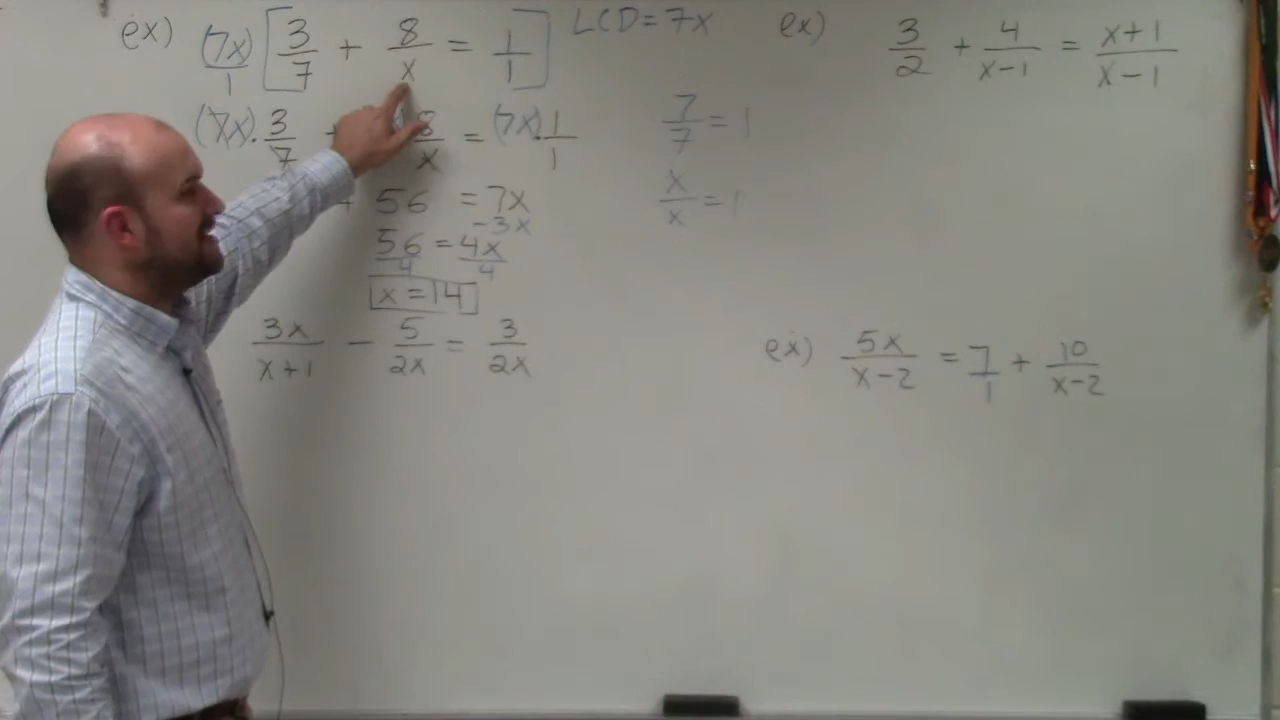 ex) (7x)/1 [3/7 + 8/x = 1/1] LCD = 7x
(7x)·3/7 + 8/x = (7x)·1/1
+ 56 = 7x
-3x
56/4 = 4x/4
x = 14
3x/x+1 - 5/2x = 3/2x
7/7 = 1
x/x = 1
ex) 3/2 + 4/x-1 = x+1/x-1
ex) 5x/x-2 = 7/1 + 10/x-2